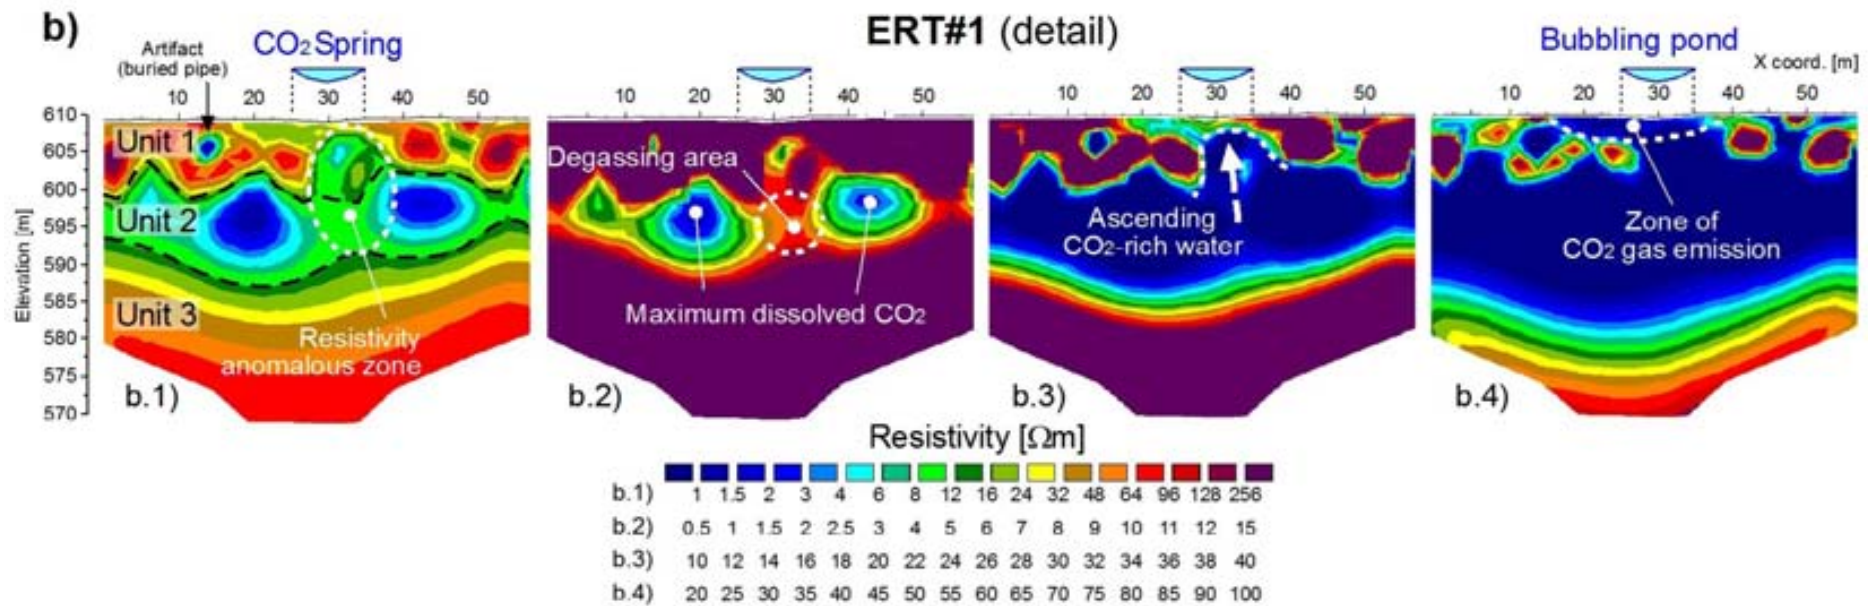 b)
ERT#1 (detail)
Artifact
(buried pipe)
CO2 Spring
Bubbling pond
X coord. [m]
10 20 30 40 50
10 20 30 40 50
10 20 30 40 50
10 20 30 40 50
Elevation [m]
610
605
600
595
590
585
580
575
570
Unit 1
Unit 2
Unit 3
Resistivity
anomalous zone
b.1)
Degassing area
Maximum dissolved CO2
b.2)
Ascending
CO2-rich water
b.3)
Zone of
CO2 gas emission
b.4)
Resistivity [Ωm]
b.1) 1 1.5 2 3 4 6 8 12 16 24 32 48 64 96 128 256
b.2) 0.5 1 1.5 2 2.5 3 4 5 6 7 8 9 10 11 12 15
b.3) 10 12 14 16 18 20 22 24 26 28 30 32 34 36 38 40
b.4) 20 25 30 35 40 45 50 55 60 65 70 75 80 85 90 100